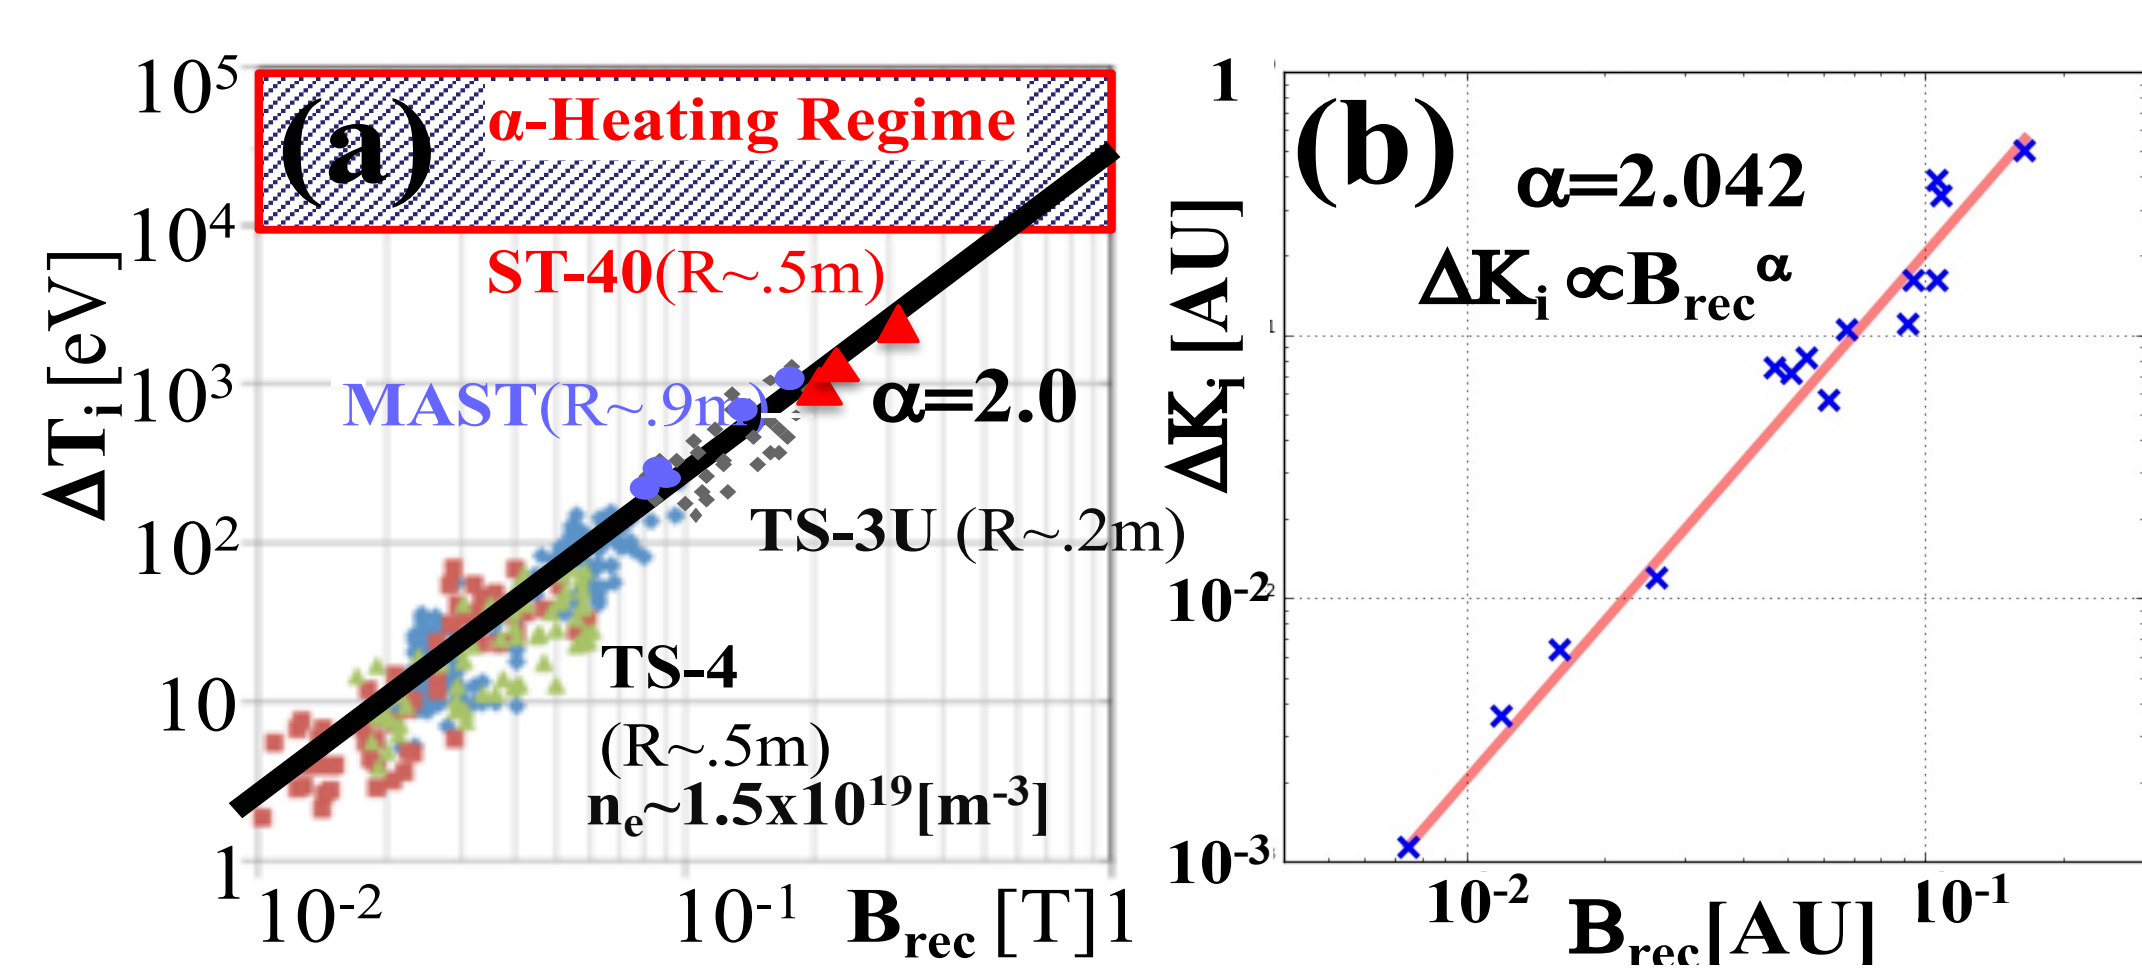 (a)
α-Heating Regime
ST-40(R~.5m)
MAST(R~.9m)
α=2.0
TS-3U (R~.2m)
TS-4
(R~.5m)
nₑ~1.5x10¹⁹[m⁻³]
ΔTᵢ[eV]
10⁵
10⁴
10³
10²
10
1
10⁻²
10⁻¹
1
B_rec [T]
(b)
α=2.042
ΔKᵢ∝B_rec^α
ΔKᵢ [AU]
1
10⁻²
10⁻³
10⁻²
10⁻¹
B_rec[AU]